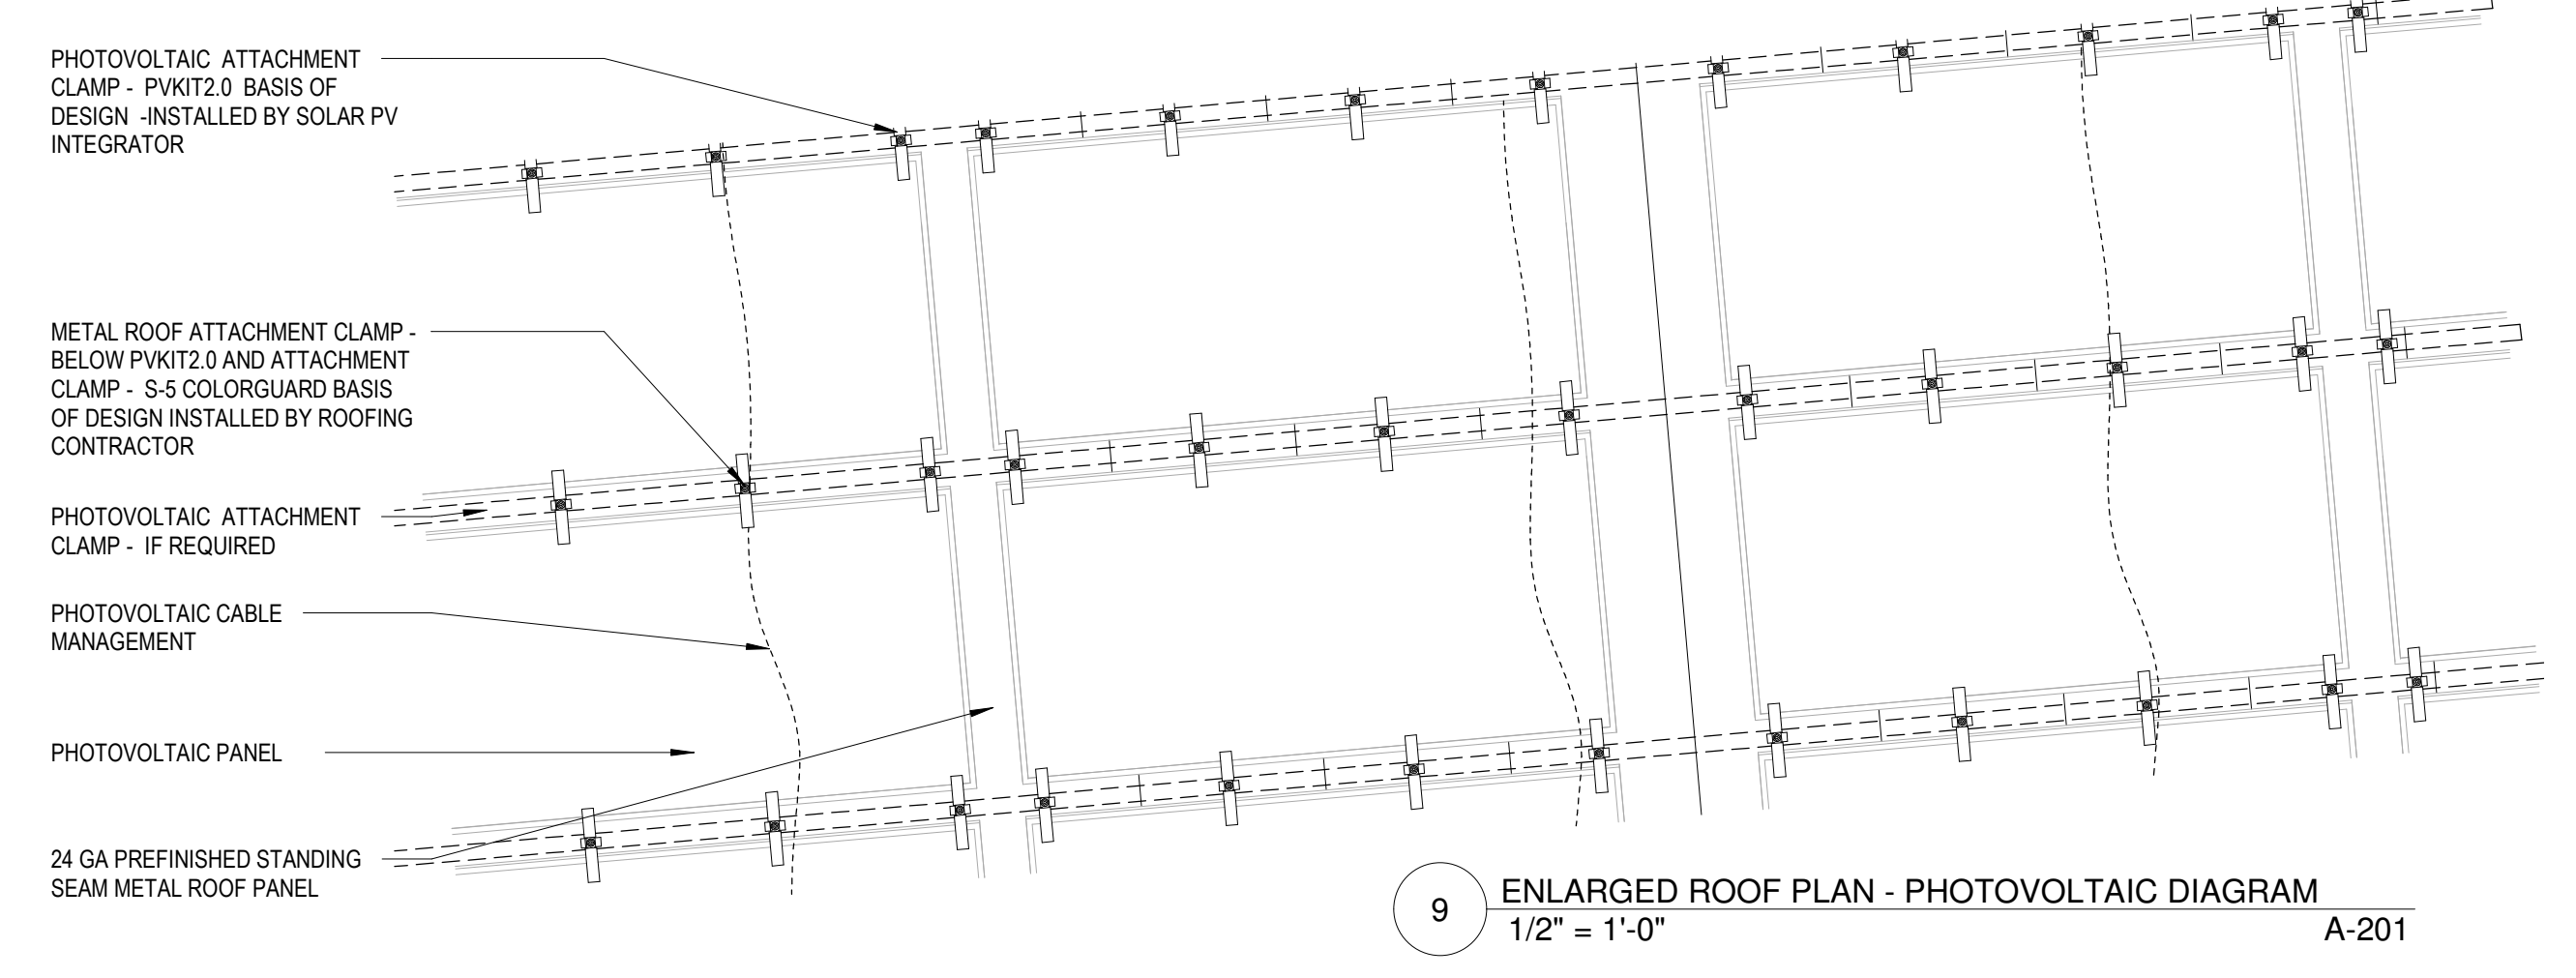 PHOTOVOLTAIC ATTACHMENT
CLAMP - PVKIT2.0 BASIS OF
DESIGN -INSTALLED BY SOLAR PV
INTEGRATOR
METAL ROOF ATTACHMENT CLAMP -
BELOW PVKIT2.0 AND ATTACHMENT
CLAMP - S-5 COLORGUARD BASIS
OF DESIGN INSTALLED BY ROOFING
CONTRACTOR
PHOTOVOLTAIC ATTACHMENT
CLAMP - IF REQUIRED
PHOTOVOLTAIC CABLE
MANAGEMENT
PHOTOVOLTAIC PANEL
24 GA PREFINISHED STANDING
SEAM METAL ROOF PANEL
9
ENLARGED ROOF PLAN - PHOTOVOLTAIC DIAGRAM
1/2" = 1'-0"
A-201